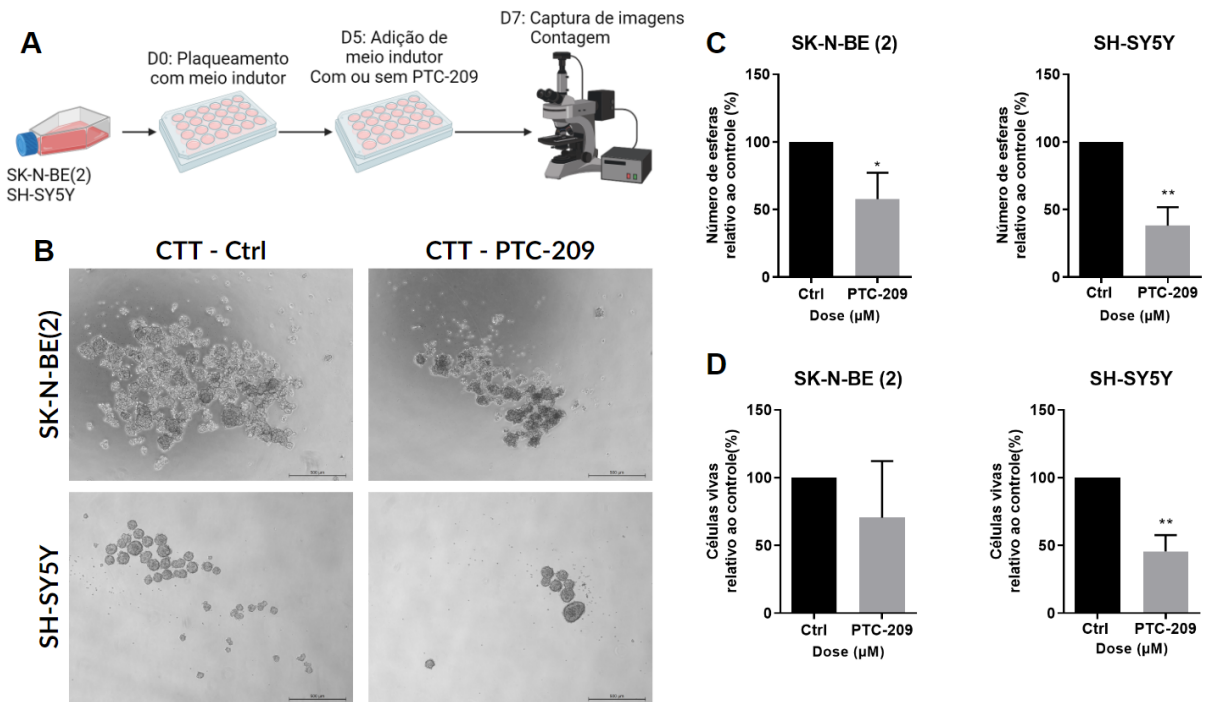 A
D0: Plaqueamento
com meio indutor
D5: Adição de
meio indutor
Com ou sem PTC-209
D7: Captura de imagens
Contagem
SK-N-BE(2)
SH-SY5Y
B
CTT - Ctrl
CTT - PTC-209
SK-N-BE(2)
SH-SY5Y
C
SK-N-BE (2)
Número de esferas
relativo ao controle (%)
150
100
50
0
*
Ctrl
PTC-209
Dose (µM)
SH-SY5Y
Número de esferas
relativo ao controle (%)
150
100
50
0
**
Ctrl
PTC-209
Dose (µM)
D
SK-N-BE (2)
Células vivas
relativo ao controle(%)
150
100
50
0
Ctrl
PTC-209
Dose (µM)
SH-SY5Y
Células vivas
relativo ao controle(%)
150
100
50
0
**
Ctrl
PTC-209
Dose (µM)